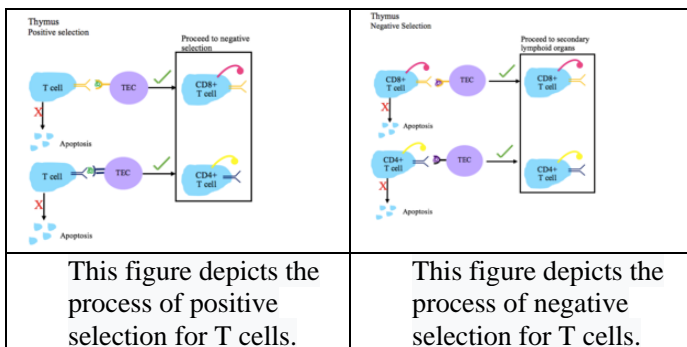 Thymus
Positive selection
Proceed to negative
selection
T cell
TEC
CD8+
T cell
X
Apoptosis
T cell
TEC
CD4+
T cell
X
Apoptosis
This figure depicts the
process of positive
selection for T cells.
Thymus
Negative Selection
Proceed to secondary
lymphoid organs
CD8+
T cell
TEC
CD8+
T cell
X
Apoptosis
CD4+
T cell
TEC
CD4+
T cell
X
Apoptosis
This figure depicts the
process of negative
selection for T cells.